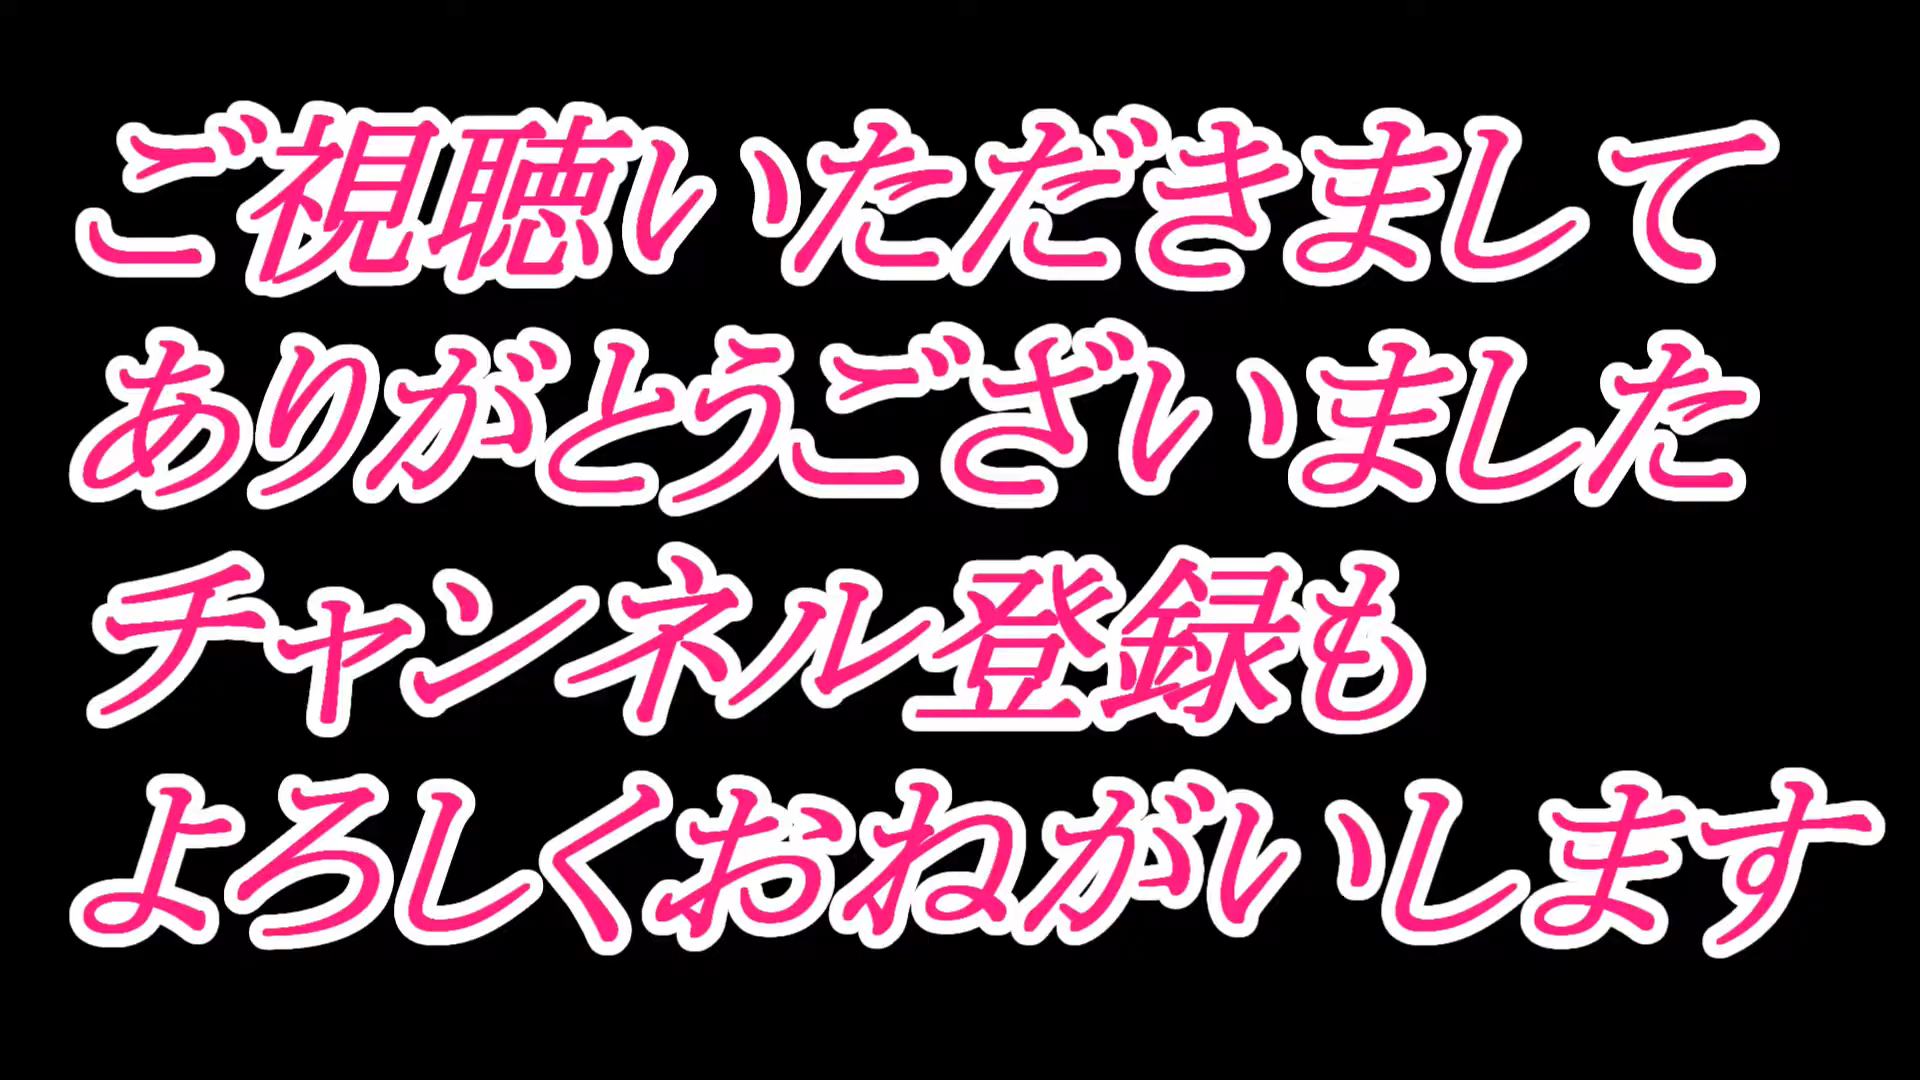 ご視聴いただきまして
ありがとうございました
チャンネル登録も
よろしくおねがいします